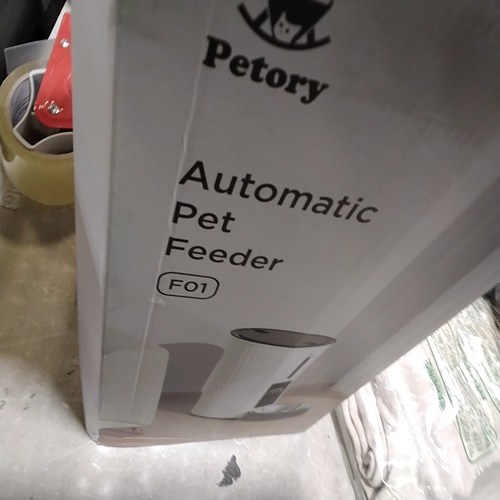 Petory
Automatic
Pet
Feeder
F01